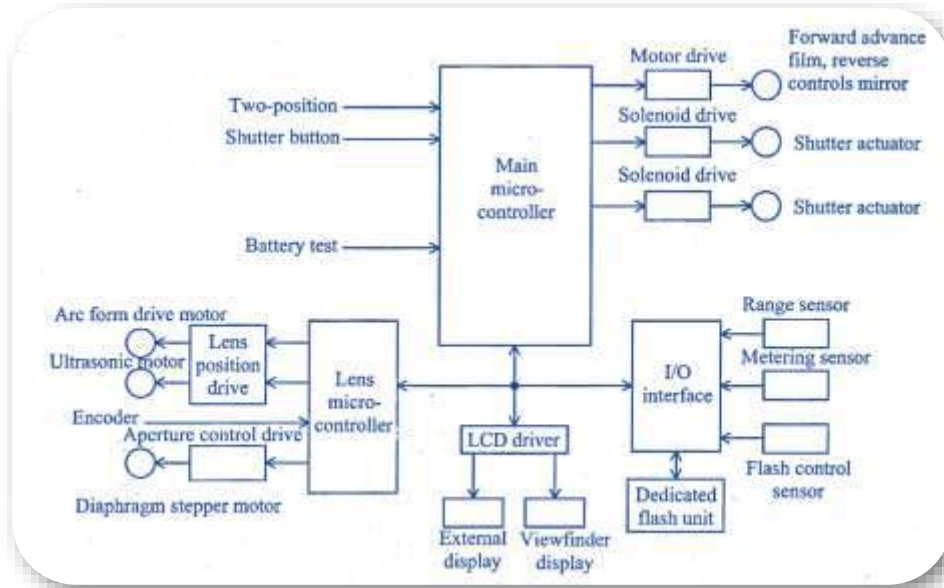 Forward advance
film, reverse
controls mirror
Motor drive
Two-position
Shutter button
Solenoid drive
Shutter actuator
Main
micro-
controller
Solenoid drive
Shutter actuator
Battery test
Arc form drive motor
Lens
position
drive
Ultrasonic motor
Encoder
Aperture control drive
Diaphragm stepper motor
Lens
micro-
controller
LCD driver
External
display
Viewfinder
display
I/O
interface
Range sensor
Metering sensor
Flash control
sensor
Dedicated
flash unit